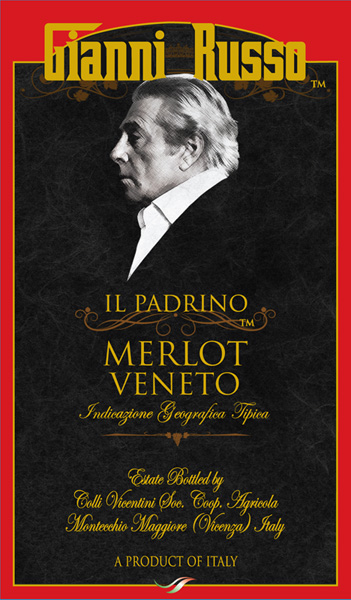 Gianni Russo
TM
IL PADRINO
TM
MERLOT
VENETO
Indicazione Geografica Tipica
Estate Bottled by
Colli Vicentini Soc. Coop. Agricola
Montecchio Maggiore (Vicenza) Italy
A PRODUCT OF ITALY